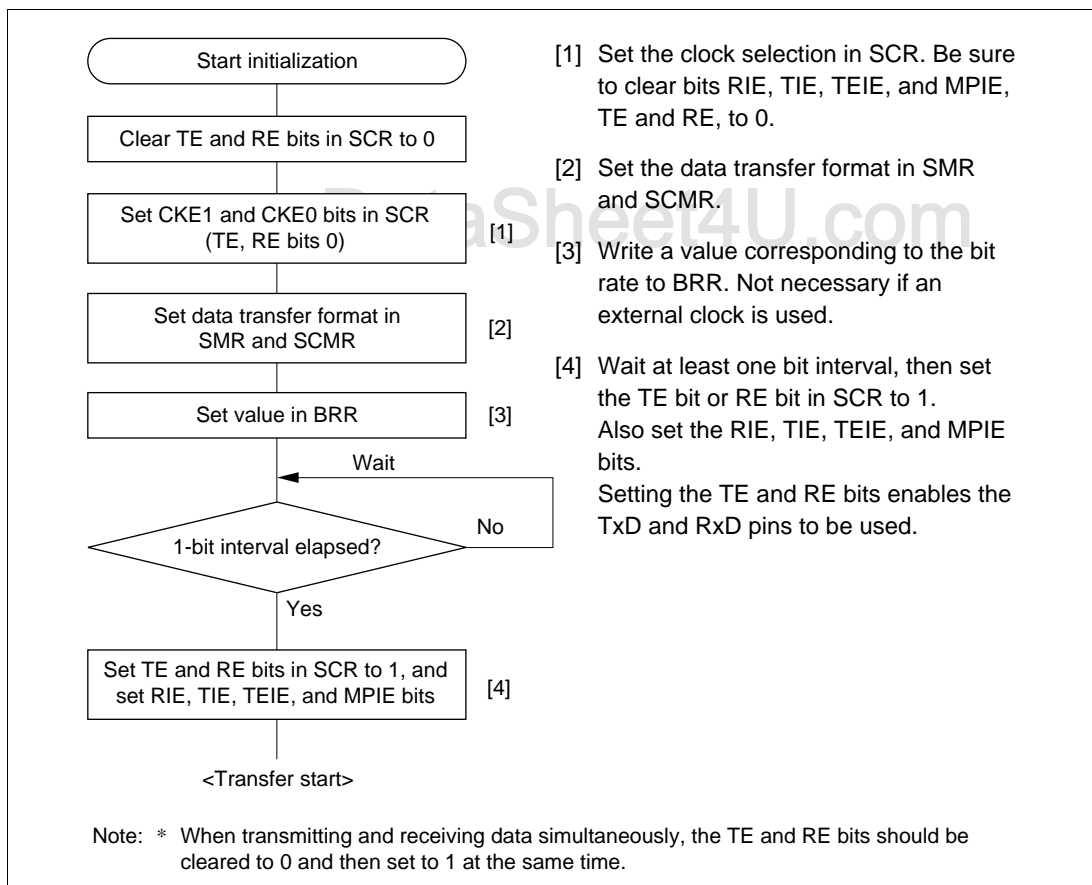 Start initialization
Clear TE and RE bits in SCR to 0
Set CKE1 and CKE0 bits in SCR
(TE, RE bits 0)
[1]
Set data transfer format in
SMR and SCMR
[2]
Set value in BRR
[3]
Wait
1-bit interval elapsed?
No
Yes
Set TE and RE bits in SCR to 1, and
set RIE, TIE, TEIE, and MPIE bits
[4]
<Transfer start>
[1] Set the clock selection in SCR. Be sure
to clear bits RIE, TIE, TEIE, and MPIE,
TE and RE, to 0.
[2] Set the data transfer format in SMR
and SCMR.
[3] Write a value corresponding to the bit
rate to BRR. Not necessary if an
external clock is used.
[4] Wait at least one bit interval, then set
the TE bit or RE bit in SCR to 1.
Also set the RIE, TIE, TEIE, and MPIE
bits.
Setting the TE and RE bits enables the
TxD and RxD pins to be used.
Note: * When transmitting and receiving data simultaneously, the TE and RE bits should be
cleared to 0 and then set to 1 at the same time.
DataSheet4U.com